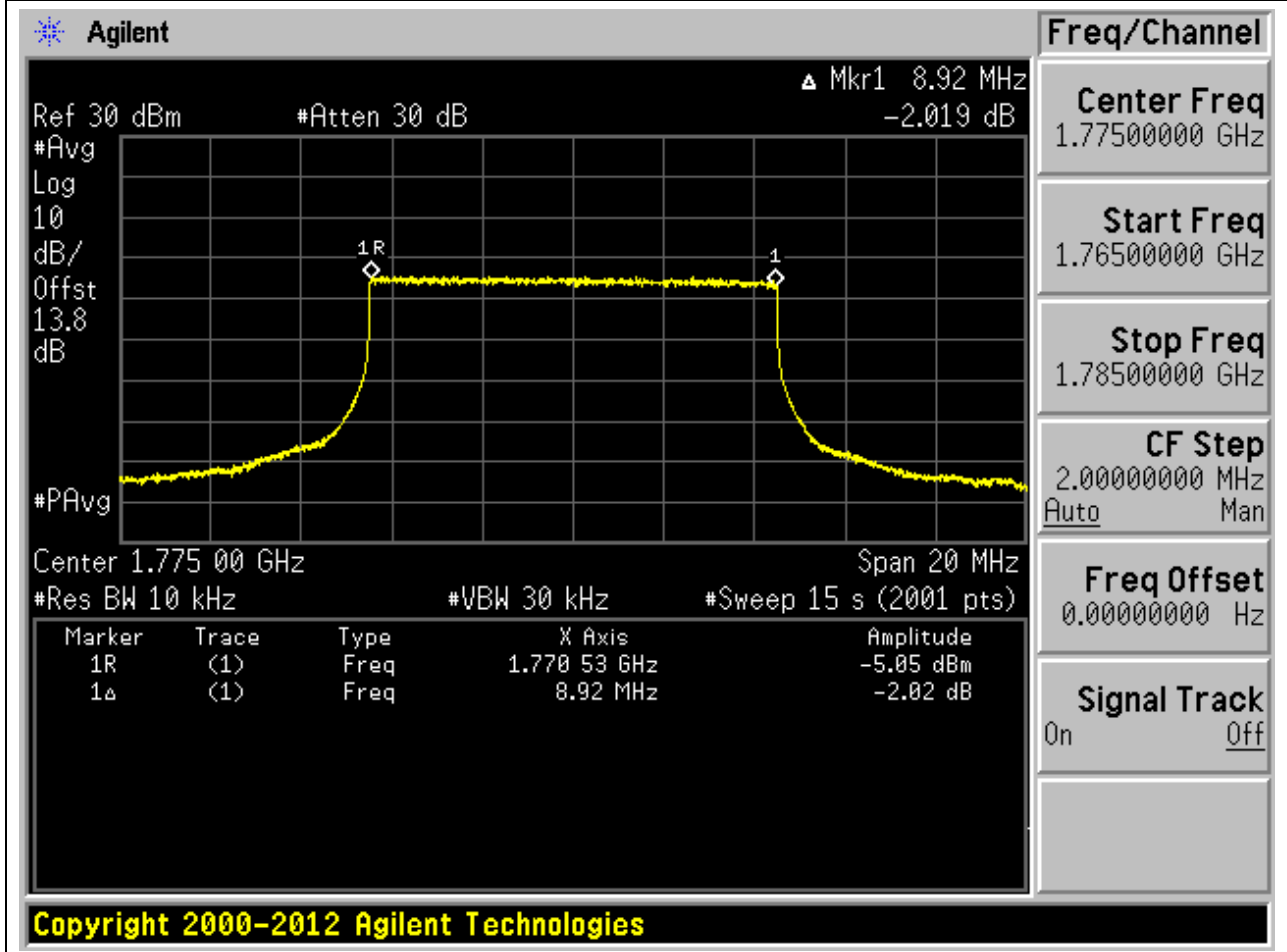 Agilent
Freq/Channel
▵ Mkr1 8.92 MHz
Ref 30 dBm #Atten 30 dB -2.019 dB
#Avg
Log
10
dB/
Offst
13.8
dB
1R
1
#PAvg
Center 1.775 00 GHz Span 20 MHz
#Res BW 10 kHz #VBW 30 kHz #Sweep 15 s (2001 pts)
Marker Trace Type X Axis Amplitude
1R (1) Freq 1.770 53 GHz -5.05 dBm
1▵ (1) Freq 8.92 MHz -2.02 dB
Center Freq
1.77500000 GHz
Start Freq
1.76500000 GHz
Stop Freq
1.78500000 GHz
CF Step
2.00000000 MHz
Auto Man
Freq Offset
0.00000000 Hz
Signal Track
On Off
Copyright 2000-2012 Agilent Technologies